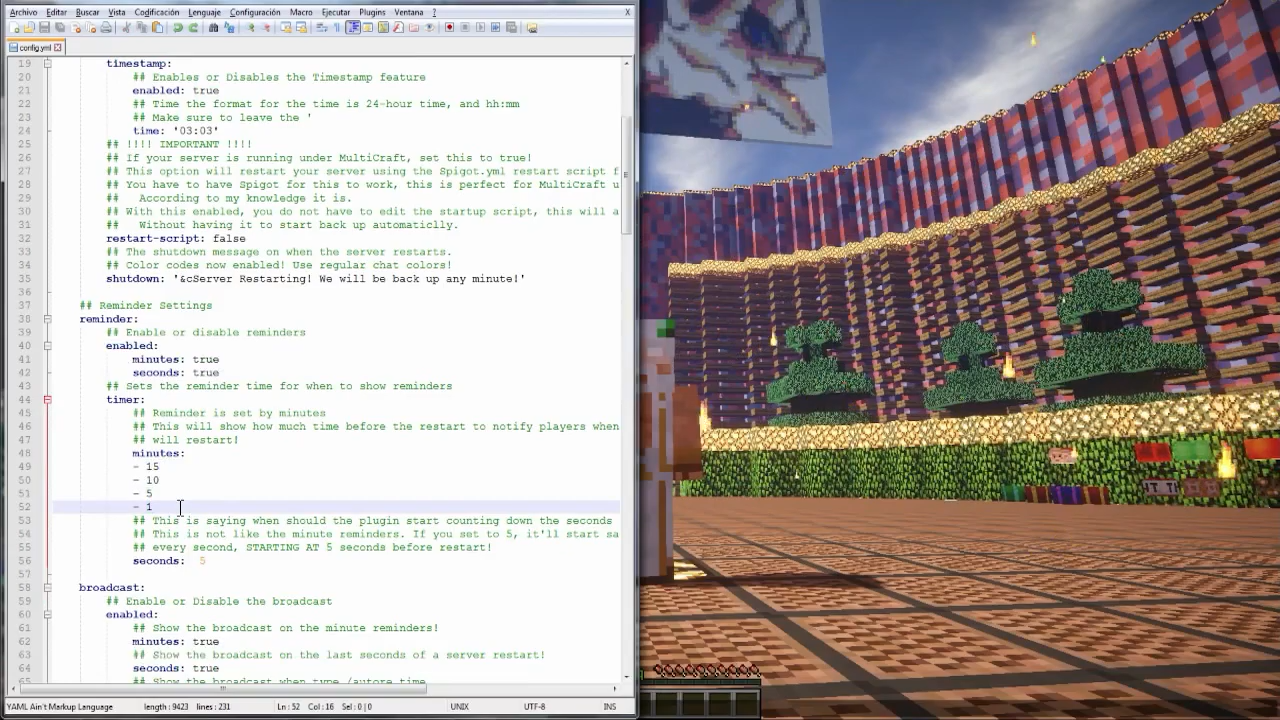 Archivo Editar Buscar Vista Codificación Lenguaje Configuración Macro Ejecutar Plugins Ventana ? X
config.yml
19 timestamp:
20 ## Enables or Disables the Timestamp feature
21 enabled: true
22 ## Time the format for the time is 24-hour time, and hh:mm
23 ## Make sure to leave the '
24 time: '03:03'
25 ## !!!! IMPORTANT !!!!
26 ## If your server is running under MultiCraft, set this to true!
27 ## This option will restart your server using the Spigot.yml restart script f
28 ## You have to have Spigot for this to work, this is perfect for MultiCraft u
29 ## According to my knowledge it is.
30 ## With this enabled, you do not have to edit the startup script, this will a
31 ## Without having it to start back up automaticlly.
32 restart-script: false
33 ## The shutdown message on when the server restarts.
34 ## Color codes now enabled! Use regular chat colors!
35 shutdown: '&cServer Restarting! We will be back up any minute!'
36
37 ## Reminder Settings
38 reminder:
39 ## Enable or disable reminders
40 enabled:
41 minutes: true
42 seconds: true
43 ## Sets the reminder time for when to show reminders
44 timer:
45 ## Reminder is set by minutes
46 ## This will show how much time before the restart to notify players when
47 ## will restart!
48 minutes:
49 - 15
50 - 10
51 - 5
52 - 1
53 ## This is saying when should the plugin start counting down the seconds
54 ## This is not like the minute reminders. If you set to 5, it'll start sa
55 ## every second, STARTING AT 5 seconds before restart!
56 seconds: 5
57
58 broadcast:
59 ## Enable or Disable the broadcast
60 enabled:
61 ## Show the broadcast on the minute reminders!
62 minutes: true
63 ## Show the broadcast on the last seconds of a server restart!
64 seconds: true
65 ## Show the broadcast when type /autore time
YAML Ain't Markup Language length : 9423 lines : 231 Ln : 52 Col : 16 Sel : 0 | 0 UNIX UTF-8 INS